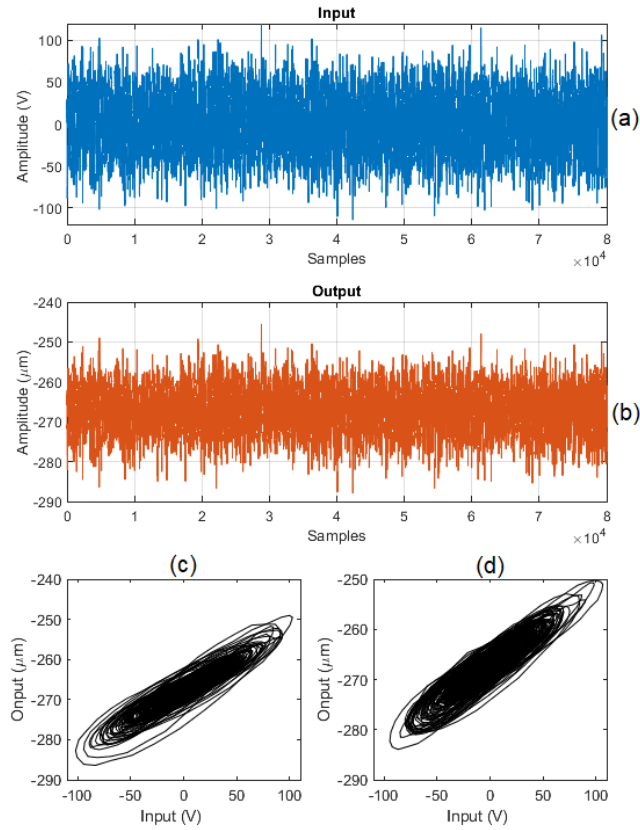 Input
100
50
0
-50
-100
Amplitude (V)
0 1 2 3 4 5 6 7 8
Samples
×10^4
(a)
Output
-240
-250
-260
-270
-280
-290
Amplitude (μm)
0 1 2 3 4 5 6 7 8
Samples
×10^4
(b)
(c)
-240
-250
-260
-270
-280
-290
Onput (μm)
-100 -50 0 50 100
Input (V)
(d)
-250
-260
-270
-280
-290
Onput (μm)
-100 -50 0 50 100
Input (V)